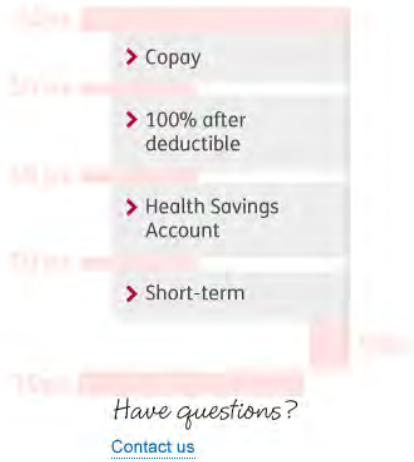 Copay
100% after
deductible
Health Savings
Account
Short-term
Have questions?
Contact us